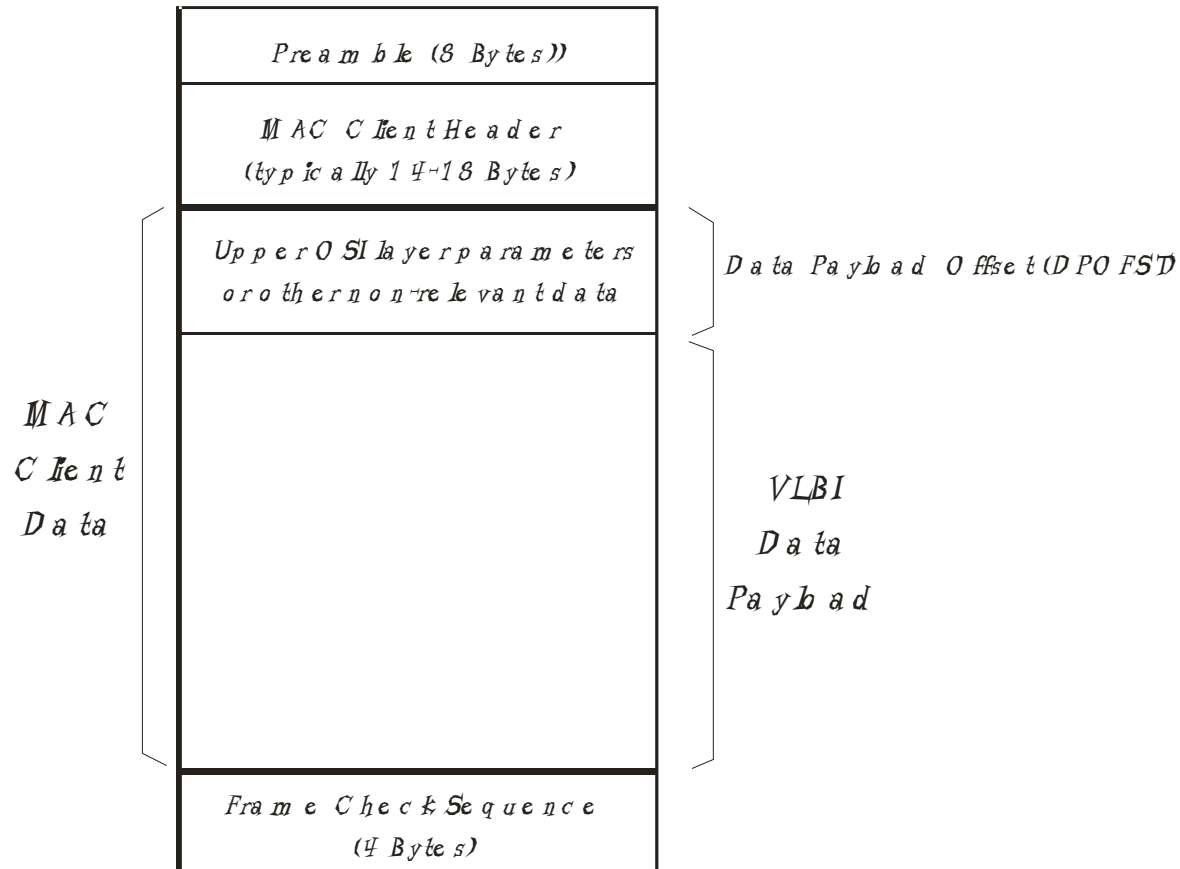 Preamble (8 Bytes))
MAC Client Header
(typically 14-18 Bytes)
Upper OSI layer parameters
or other non-relevant data
Data Payload Offset (DPOFST)
MAC
Client
Data
VLBI
Data
Payload
Frame Check Sequence
(4 Bytes)